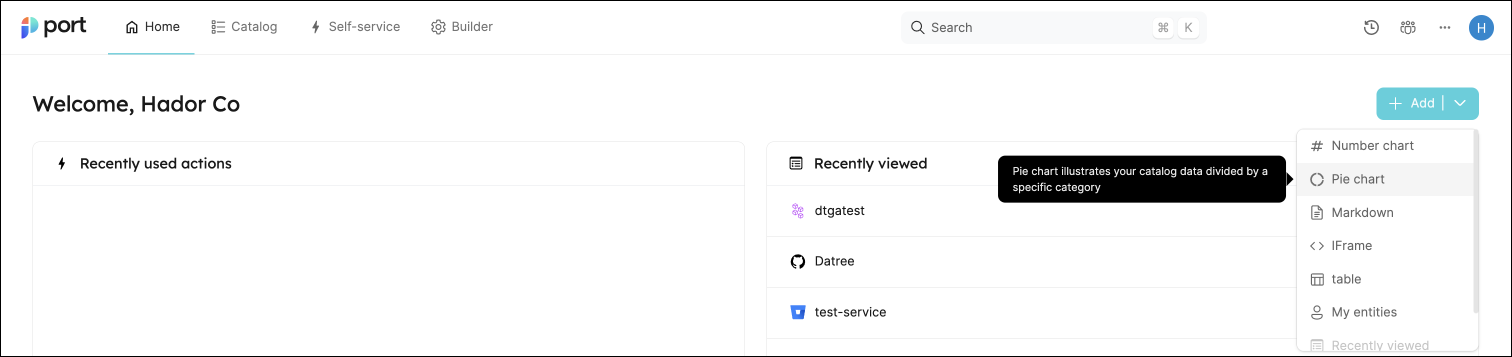 port Home Catalog Self-service Builder Search ⌘ K ··· H
Welcome, Hador Co
+ Add
Recently used actions
Recently viewed
dtgatest
Datree
test-service
Pie chart illustrates your catalog data divided by a
specific category
# Number chart
Pie chart
Markdown
<> IFrame
table
My entities
Recently viewed